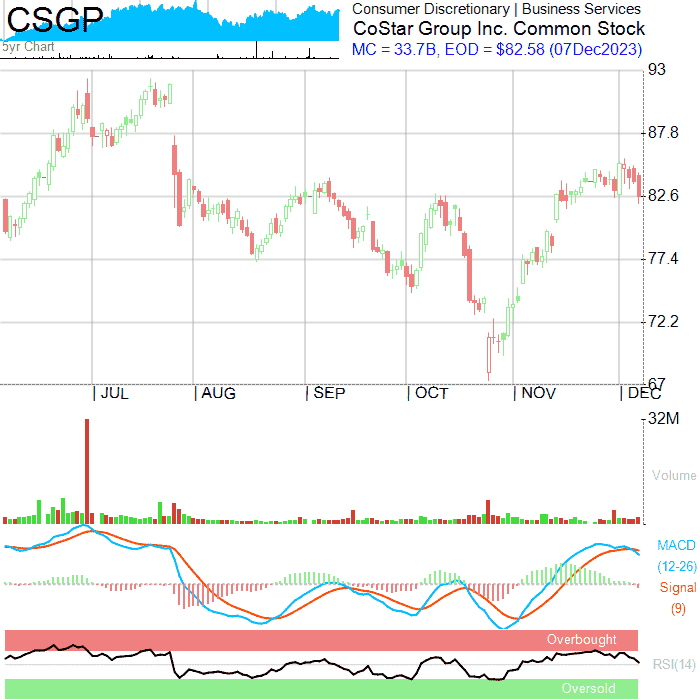 CSGP
5yr Chart
Consumer Discretionary | Business Services
CoStar Group Inc. Common Stock
MC = 33.7B, EOD = $82.58 (07Dec2023)
93
87.8
82.6
77.4
72.2
67
JUL AUG SEP OCT NOV DEC
32M
Volume
MACD
(12-26)
Signal
(9)
Overbought
RSI(14)
Oversold